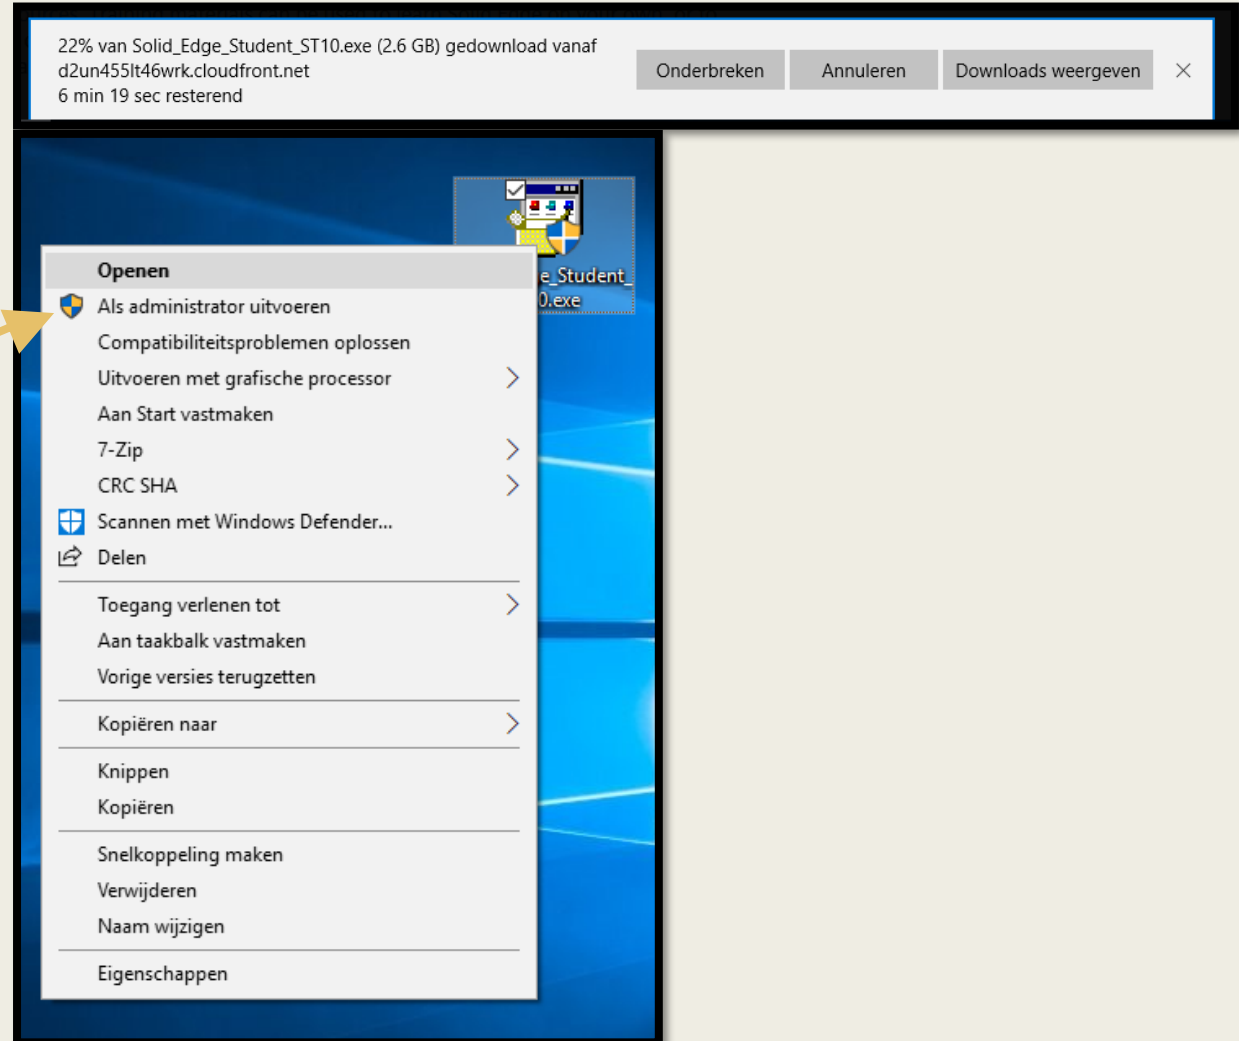 22% van Solid_Edge_Student_ST10.exe (2.6 GB) gedownload vanaf
d2un455lt46wrk.cloudfront.net
6 min 19 sec resterend
Onderbreken
Annuleren
Downloads weergeven
e_Student_
0.exe
Openen
Als administrator uitvoeren
Compatibiliteitsproblemen oplossen
Uitvoeren met grafische processor
Aan Start vastmaken
7-Zip
CRC SHA
Scannen met Windows Defender...
Delen
Toegang verlenen tot
Aan taakbalk vastmaken
Vorige versies terugzetten
Kopiëren naar
Knippen
Kopiëren
Snelkoppeling maken
Verwijderen
Naam wijzigen
Eigenschappen